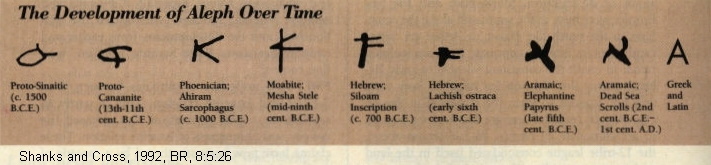 The Development of Aleph Over Time
Proto-Sinaitic
(c. 1500
B.C.E.)
Proto-
Canaanite
(13th-11th
cent. B.C.E.)
Phoenician;
Ahiram
Sarcophagus
(c. 1000 B.C.E.)
Moabite;
Mesha Stele
(mid-ninth
cent. B.C.E.)
Hebrew;
Siloam
Inscription
(c. 700 B.C.E.)
Hebrew;
Lachish ostraca
(early sixth
cent. B.C.E.)
Aramaic;
Elephantine
Papyrus
(late fifth
cent. B.C.E.)
Aramaic;
Dead Sea
Scrolls (2nd
cent. B.C.E.–
1st cent. A.D.)
A
Greek
and
Latin
Shanks and Cross, 1992, BR, 8:5:26